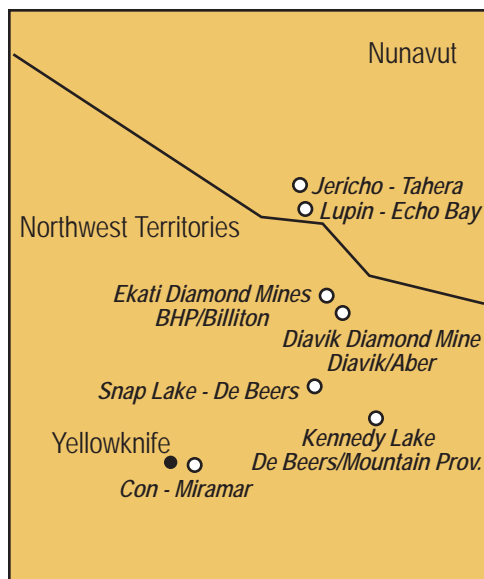 Nunavut
Jericho - Tahera
Lupin - Echo Bay
Northwest Territories
Ekati Diamond Mines
BHP/Billiton
Diavik Diamond Mine
Diavik/Aber
Snap Lake - De Beers
Kennedy Lake
De Beers/Mountain Prov.
Yellowknife
Con - Miramar